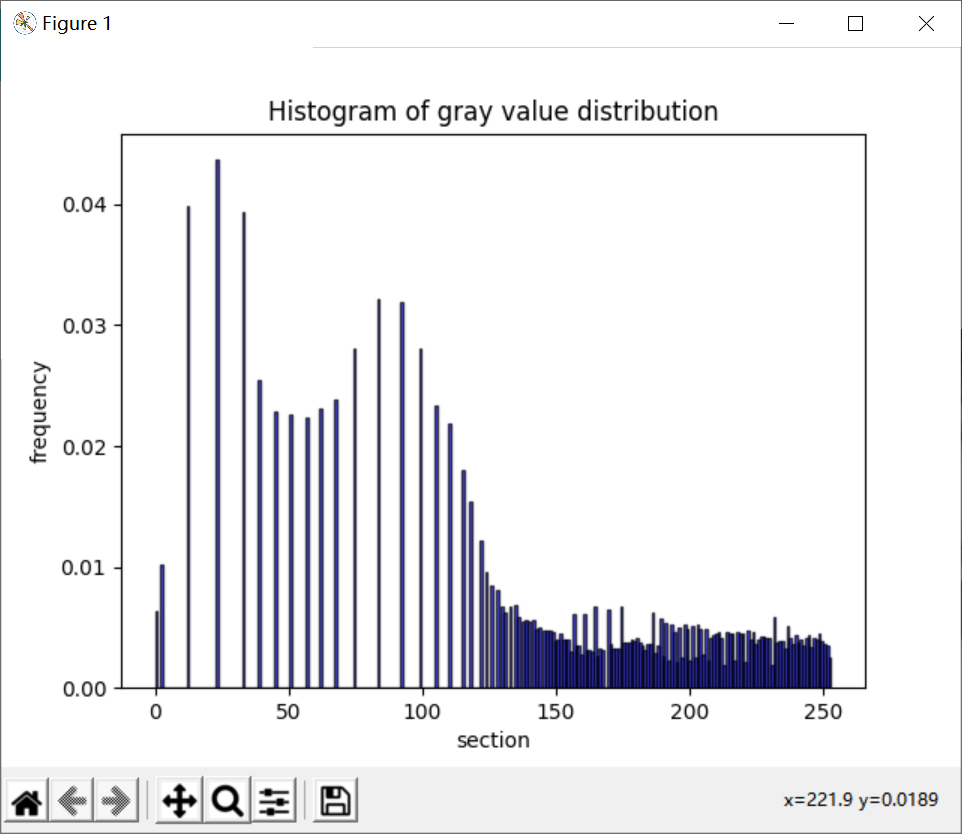 Figure 1
Histogram of gray value distribution
0.04
0.03
0.02
0.01
0.00
frequency
0 50 100 150 200 250
section
x=221.9 y=0.0189